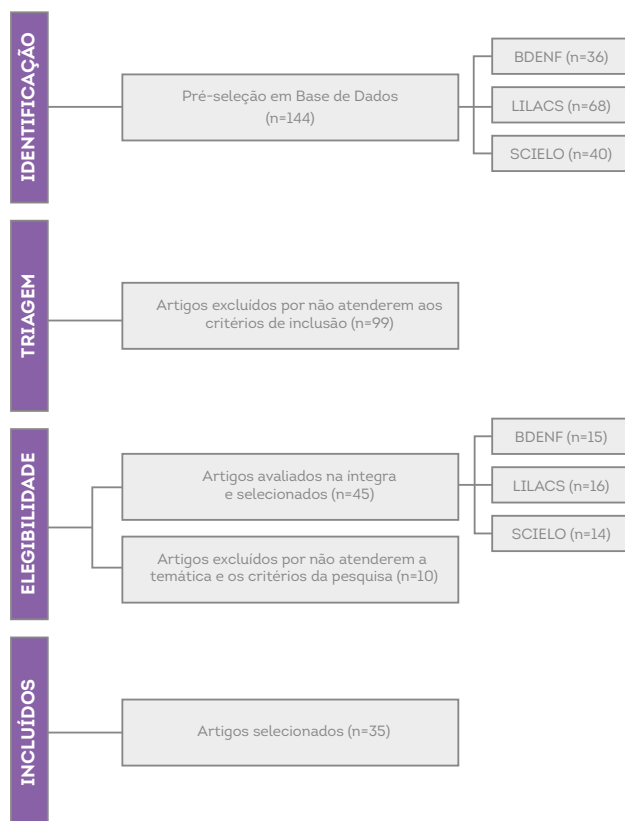 IDENTIFICAÇÃO
Pré-seleção em Base de Dados
(n=144)
BDENF (n=36)
LILACS (n=68)
SCIELO (n=40)
TRIAGEM
Artigos excluídos por não atenderem aos
critérios de inclusão (n=99)
ELEGIBILIDADE
Artigos avaliados na íntegra
e selecionados (n=45)
BDENF (n=15)
LILACS (n=16)
SCIELO (n=14)
Artigos excluídos por não atenderem a
temática e os critérios da pesquisa (n=10)
INCLUÍDOS
Artigos selecionados (n=35)